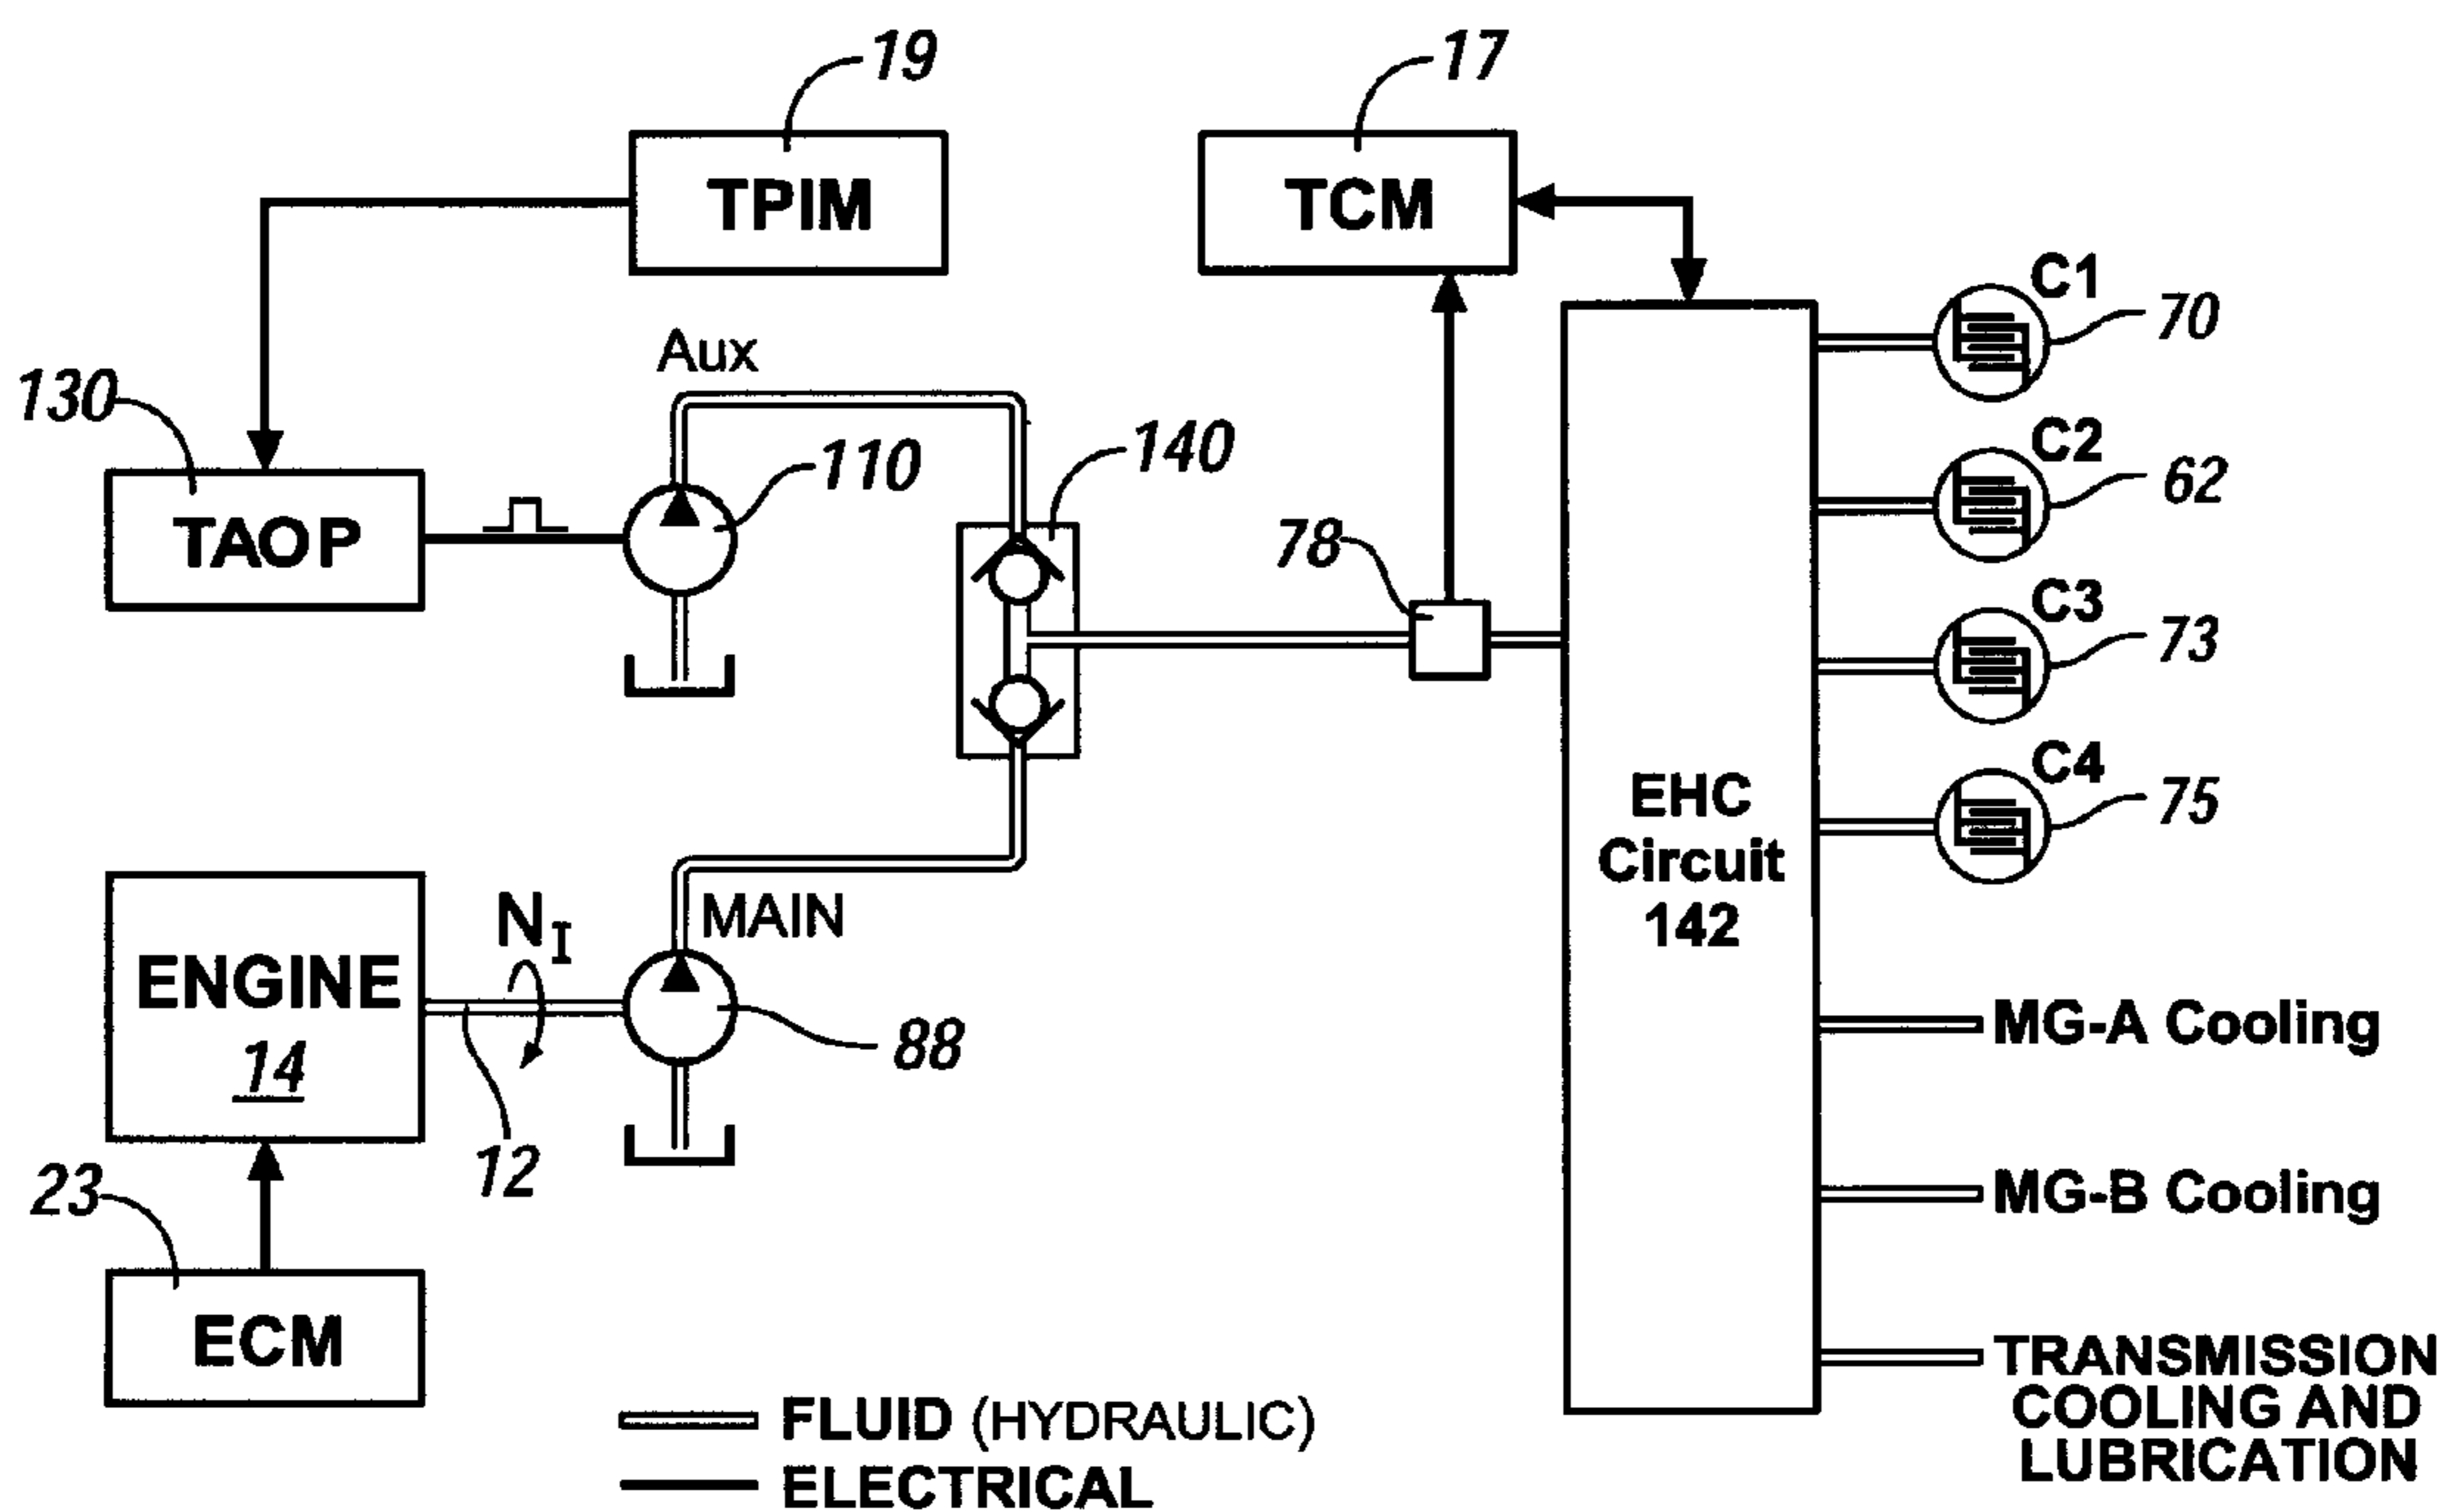 19
17
TPIM
TCM
C1
70
Aux
130
110
140
C2
62
TAOP
78
C3
73
C4
75
EHC
Circuit
142
N_I
MAIN
ENGINE
14
88
MG-A Cooling
12
23
MG-B Cooling
ECM
TRANSMISSION
COOLING AND
LUBRICATION
FLUID (HYDRAULIC)
ELECTRICAL